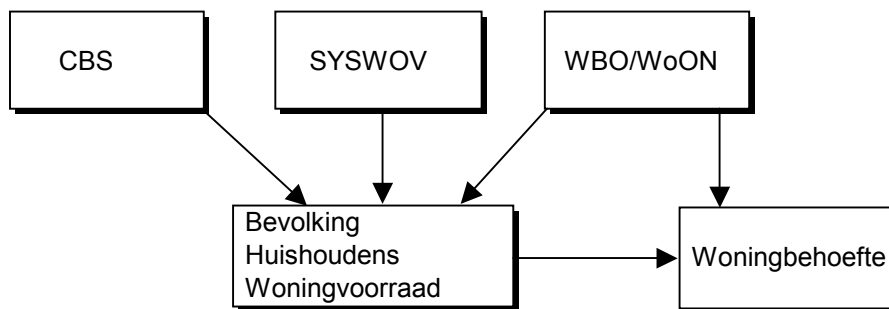 CBS
SYSWOV
WBO/WoON
Bevolking
Huishoudens
Woningvoorraad
Woningbehoefte